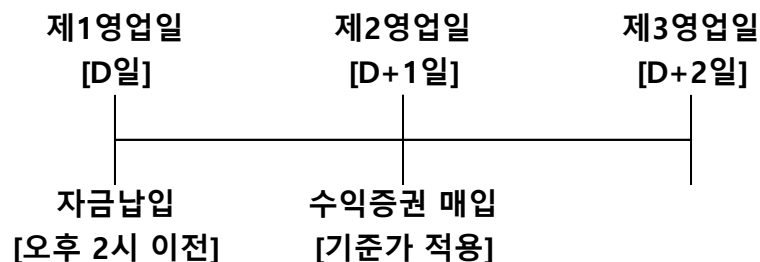 제1영업일 제2영업일 제3영업일
[D일] [D+1일] [D+2일]
자금납입 수익증권 매입
[오후 2시 이전] [기준가 적용]